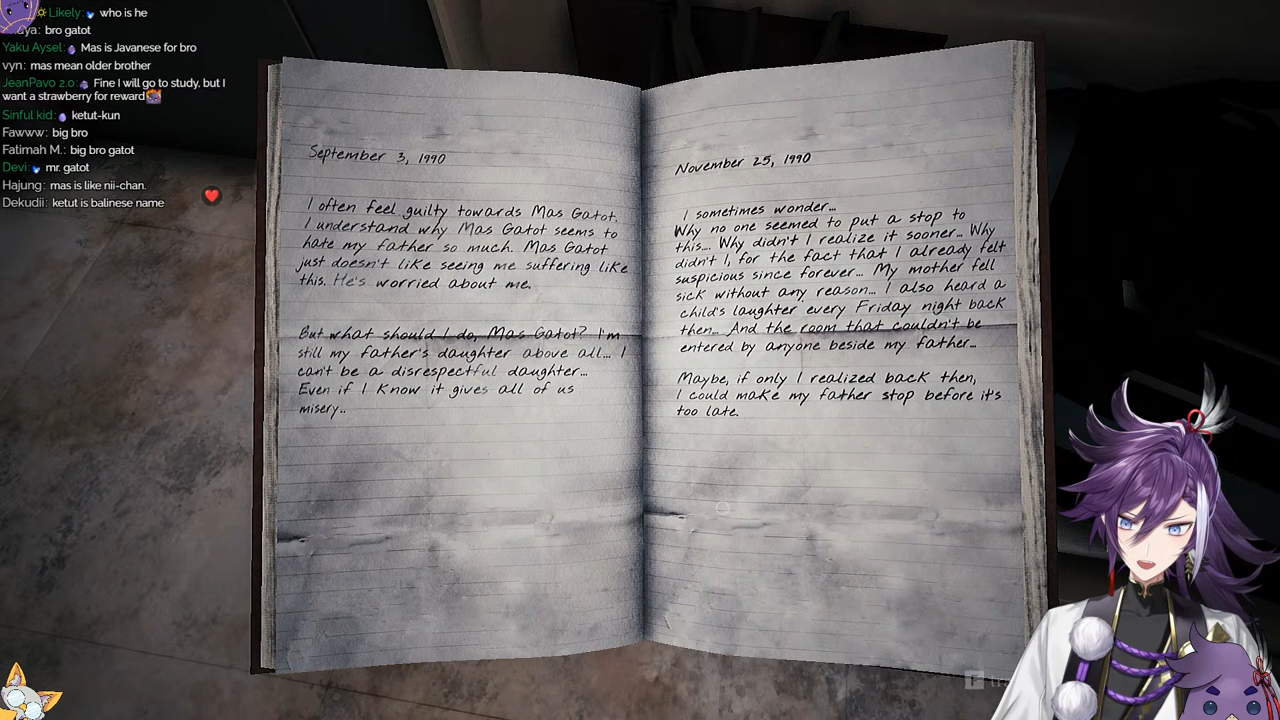 Likely: who is he
bro gatot
Yaku Aysel: Mas is Javanese for bro
vyn: mas mean older brother
JeanPavo 2.0: Fine I will go to study, but I
want a strawberry for reward
Sinful kid: ketut-kun
Fawww: big bro
Fatimah M.: big bro gatot
Devi: mr. gatot
Hajung: mas is like nii-chan.
Dekudii: ketut is balinese name
September 3, 1990
I often feel guilty towards Mas Gatot.
I understand why Mas Gatot seems to
hate my father so much. Mas Gatot
just doesn't like seeing me suffering like
this. He's worried about me.
But what should I do, Mas Gatot? I'm
still my father's daughter above all... I
can't be a disrespectful daughter...
Even if I know it gives all of us
misery..
November 25, 1990
I sometimes wonder...
Why no one seemed to put a stop to
this... Why didn't I realize it sooner... Why
didn't I, for the fact that I already felt
suspicious since forever... My mother fell
sick without any reason... I also heard a
child's laughter every Friday night back
then... And the room that couldn't be
entered by anyone beside my father...
Maybe, if only I realized back then,
I could make my father stop before it's
too late.
F